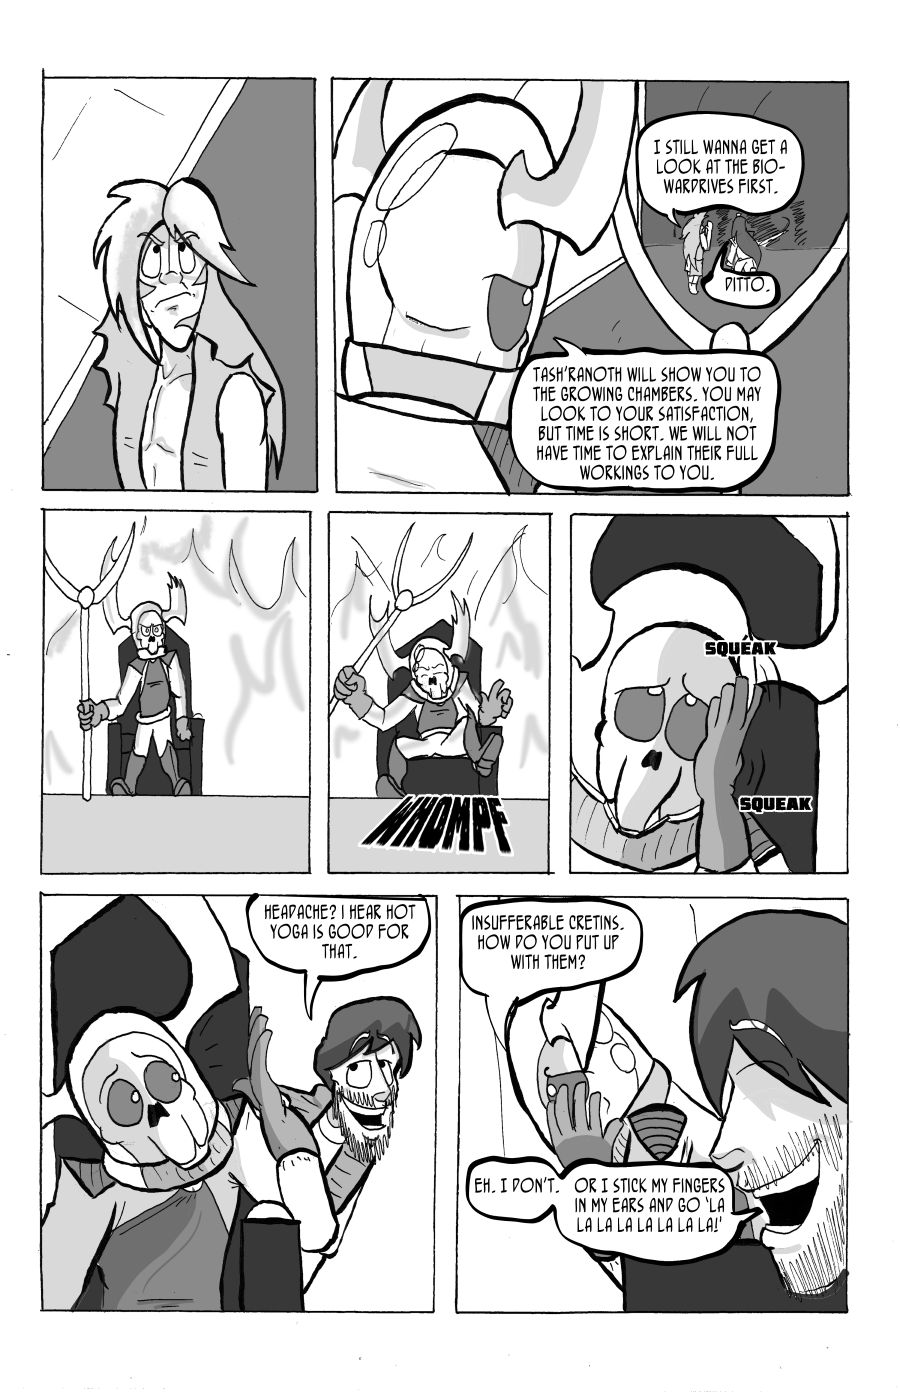 I STILL WANNA GET A
LOOK AT THE BIO-
WARDRIVES FIRST.
DITTO.
TASH'RANOTH WILL SHOW YOU TO
THE GROWING CHAMBERS. YOU MAY
LOOK TO YOUR SATISFACTION,
BUT TIME IS SHORT. WE WILL NOT
HAVE TIME TO EXPLAIN THEIR FULL
WORKINGS TO YOU.
WHOMPF
SQUEAK
SQUEAK
HEADACHE? I HEAR HOT
YOGA IS GOOD FOR
THAT.
INSUFFERABLE CRETINS.
HOW DO YOU PUT UP
WITH THEM?
EH. I DON'T.
OR I STICK MY FINGERS
IN MY EARS AND GO 'LA
LA LA LA LA LA LA LA!'